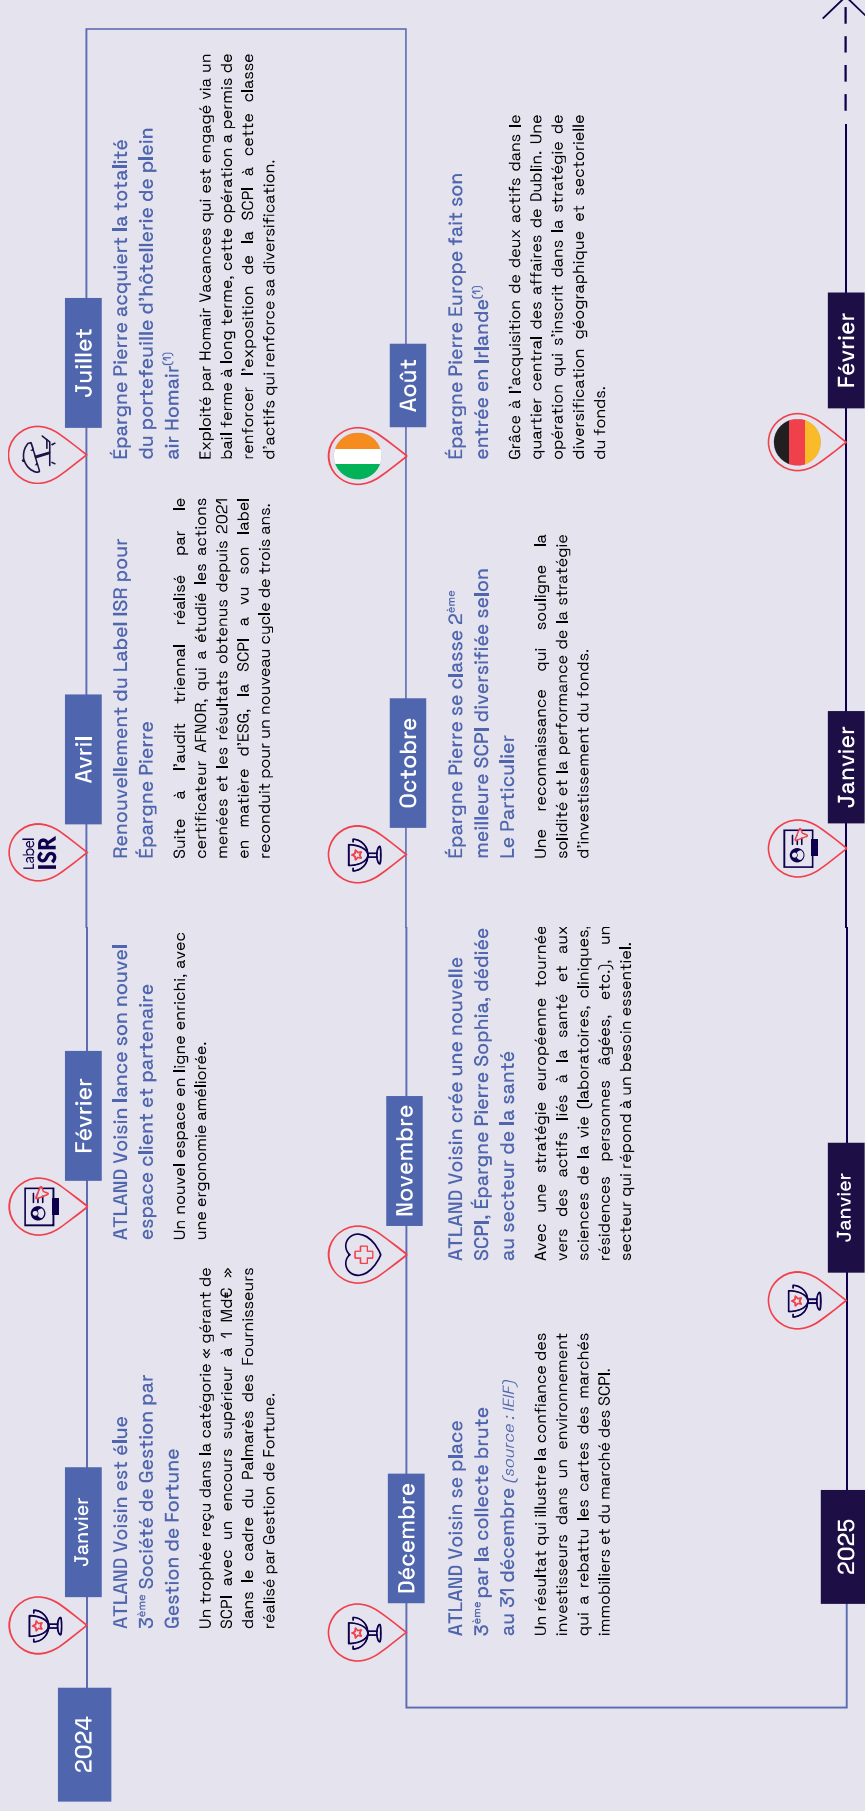 2024
Janvier
ATLAND Voisin est élue
3ème Société de Gestion par
Gestion de Fortune
Un trophée reçu dans la catégorie « gérant de
SCPI avec un encours supérieur à 1 Md€ »
dans le cadre du Palmarès des Fournisseurs
réalisé par Gestion de Fortune.
Février
ATLAND Voisin lance son nouvel
espace client et partenaire
Un nouvel espace en ligne enrichi, avec
une ergonomie améliorée.
Label
ISR
Avril
Renouvellement du Label ISR pour
Épargne Pierre
Suite à l'audit triennal réalisé par le
certificateur AFNOR, qui a étudié les actions
menées et les résultats obtenus depuis 2021
en matière d'ESG, la SCPI a vu son label
reconduit pour un nouveau cycle de trois ans.
Juillet
Épargne Pierre acquiert la totalité
du portefeuille d'hôtellerie de plein
air Homair(1)
Exploité par Homair Vacances qui est engagé via un
bail ferme à long terme, cette opération a permis de
renforcer l'exposition de la SCPI à cette classe
d'actifs qui renforce sa diversification.
Août
Épargne Pierre Europe fait son
entrée en Irlande(1)
Grâce à l'acquisition de deux actifs dans le
quartier central des affaires de Dublin. Une
opération qui s'inscrit dans la stratégie de
diversification géographique et sectorielle
du fonds.
Octobre
Épargne Pierre se classe 2ème
meilleure SCPI diversifiée selon
Le Particulier
Une reconnaissance qui souligne la
solidité et la performance de la stratégie
d'investissement du fonds.
Novembre
ATLAND Voisin crée une nouvelle
SCPI, Épargne Pierre Sophia, dédiée
au secteur de la santé
Avec une stratégie européenne tournée
vers des actifs liés à la santé et aux
sciences de la vie (laboratoires, cliniques,
résidences personnes âgées, etc.), un
secteur qui répond à un besoin essentiel.
Décembre
ATLAND Voisin se place
3ème par la collecte brute
au 31 décembre (source : IEIF)
Un résultat qui illustre la confiance des
investisseurs dans un environnement
qui a rebattu les cartes des marchés
immobiliers et du marché des SCPI.
2025
Janvier
Janvier
Février